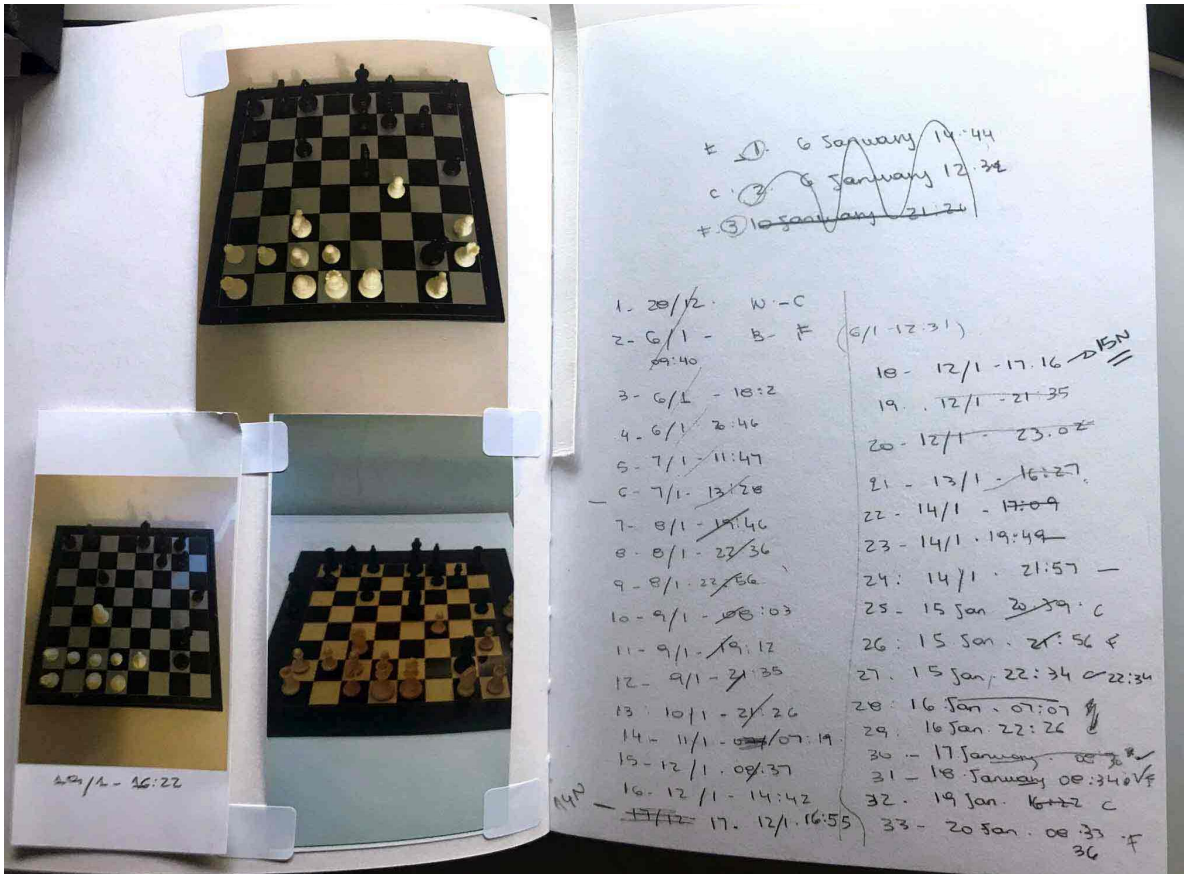 19/1 - 16:22
1. 6 January 14:44
C. 2. 6 January 12.32
F. 3 10 January 21:26
1 - 28/12. W - C
2 - 6/1 - B - F (6/1 - 12.31)
09:40
3 - 6/1 - 18:2
4 - 6/1 20:46
5 - 7/1 - 11:47
6 - 7/1 - 13:28
7 - 8/1 - 19:46
8 - 8/1 - 22:36
9 - 8/1 - 22:56
10 - 9/1 - 08:03
11 - 9/1 - 19:12
12 - 9/1 - 21:35
13: 10/1 - 21:26
14 - 11/1 - 07:19
15 - 12/1. 08:37
16. 12/1 - 14:42
14N - 17/12 17. 12/1. 16:55
18 - 12/1 - 17.16 → 15N
19. 12/1 - 21:35
20 - 12/1 - 23.02
21 - 13/1 - 16:27
22 - 14/1 - 17:09
23 - 14/1. 19:49
24: 14/1. 21:57 -
25 - 15 Jan 20.39. C
26: 15 Jan. 21:56 F
27. 15 Jan, 22:34 22:34
28: 16 Jan. 07:07
29. 16 Jan. 22:26
30 - 17 January 08 30
31 - 18 January 08:34
32. 19 Jan. 16:22 C
33 - 20 Jan. 08.33 F
36